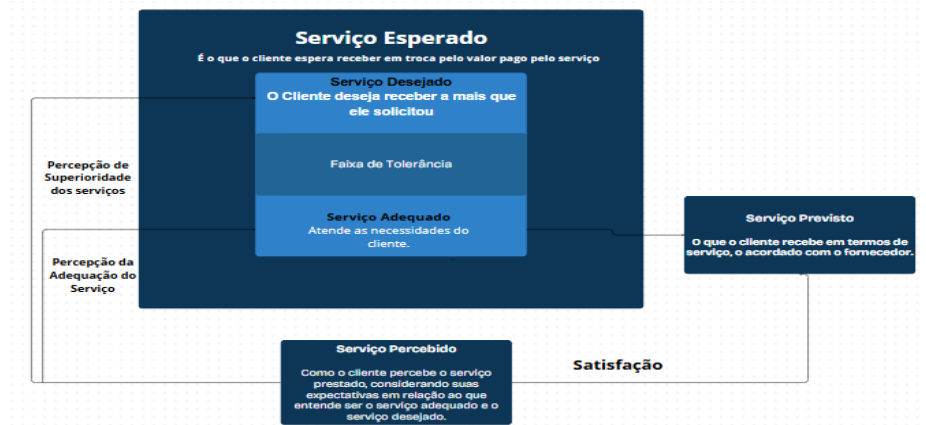 Serviço Esperado
É o que o cliente espera receber em troca pelo valor pago pelo serviço
Serviço Desejado
O Cliente deseja receber a mais que
ele solicitou
Faixa de Tolerância
Serviço Adequado
Atende as necessidades do
cliente.
Percepção de
Superioridade
dos serviços
Percepção da
Adequação do
Serviço
Serviço Previsto
O que o cliente recebe em termos de
serviço, o acordado com o fornecedor.
Serviço Percebido
Como o cliente percebe o serviço
prestado, considerando suas
expectativas em relação ao que
entende ser o serviço adequado e o
serviço desejado.
Satisfação